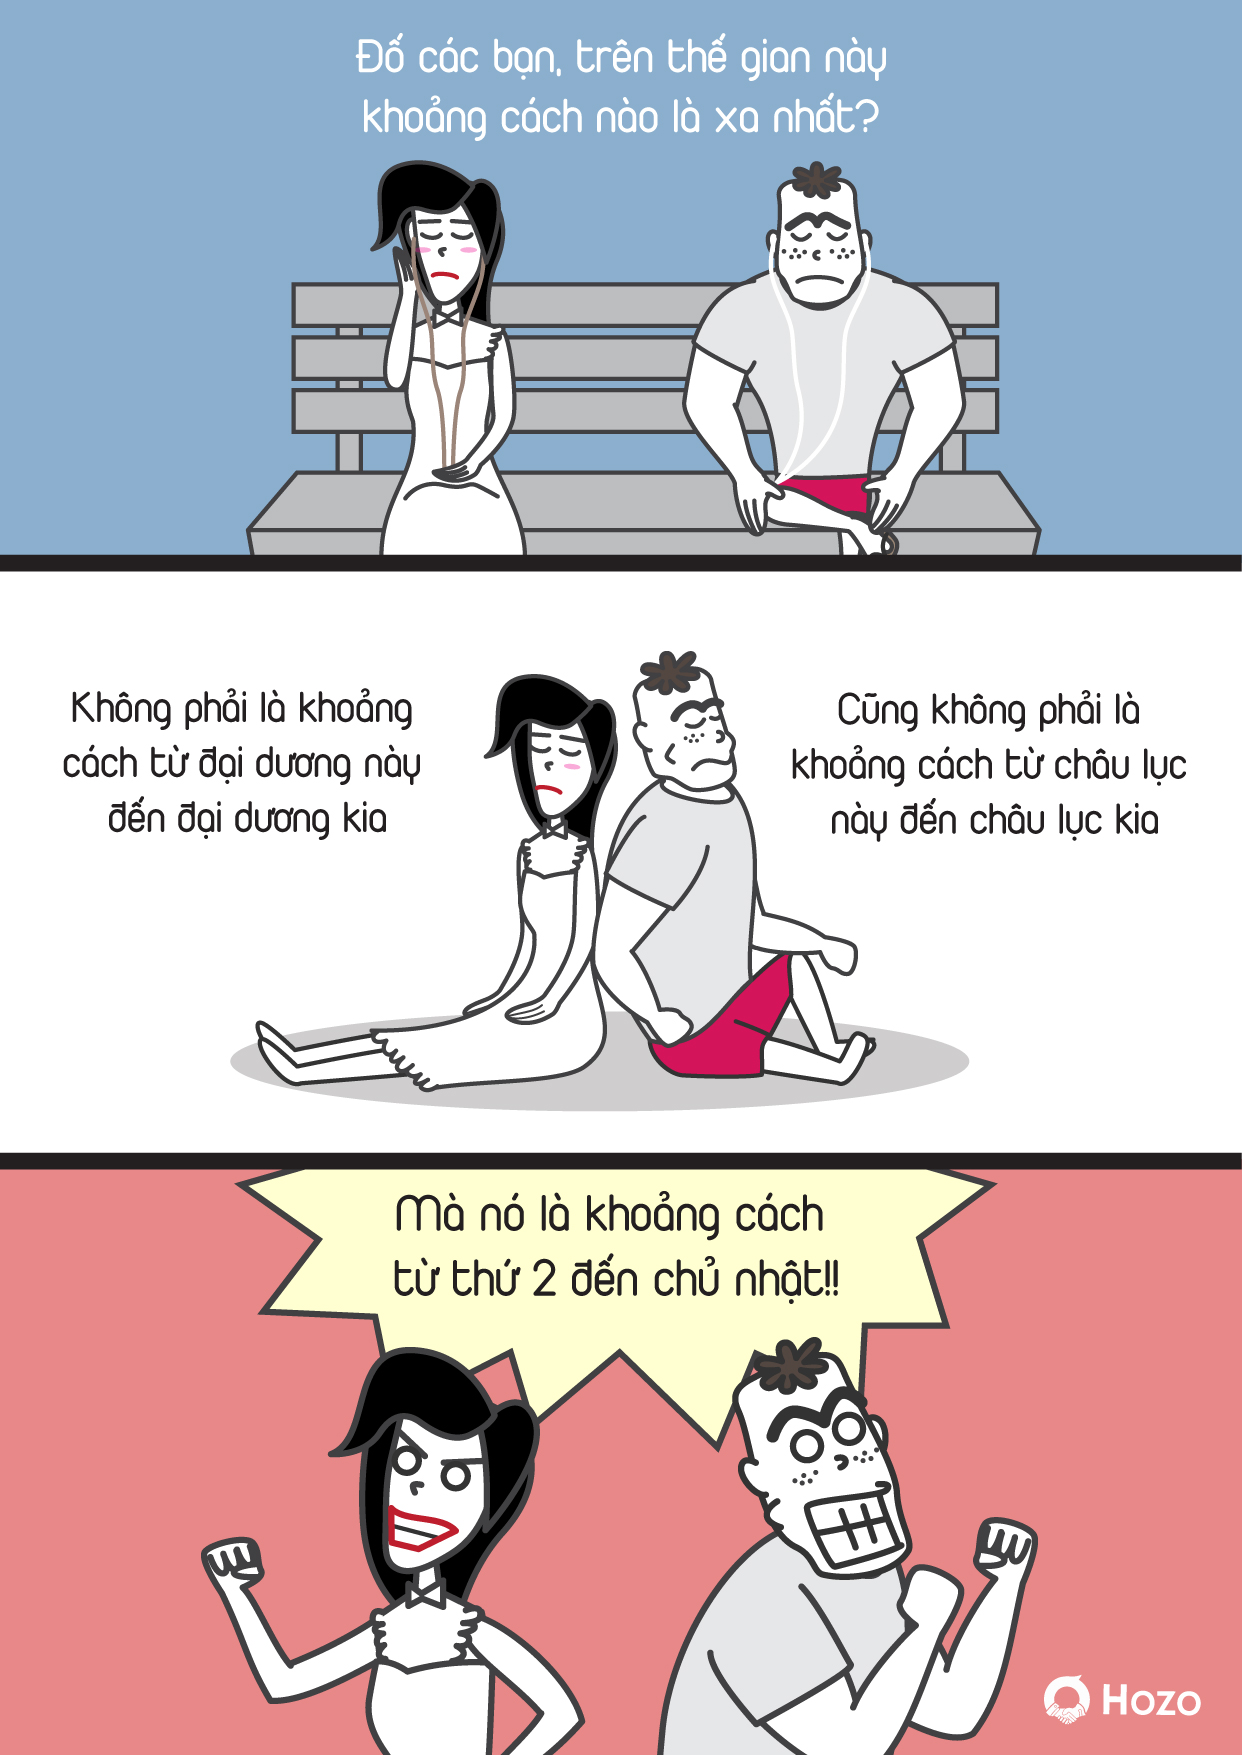 Đố các bạn, trên thế gian này
khoảng cách nào là xa nhất?
Không phải là khoảng
cách từ đại dương này
đến đại dương kia
Cũng không phải là
khoảng cách từ châu lục
này đến châu lục kia
Mà nó là khoảng cách
từ thứ 2 đến chủ nhật!!
Hozo